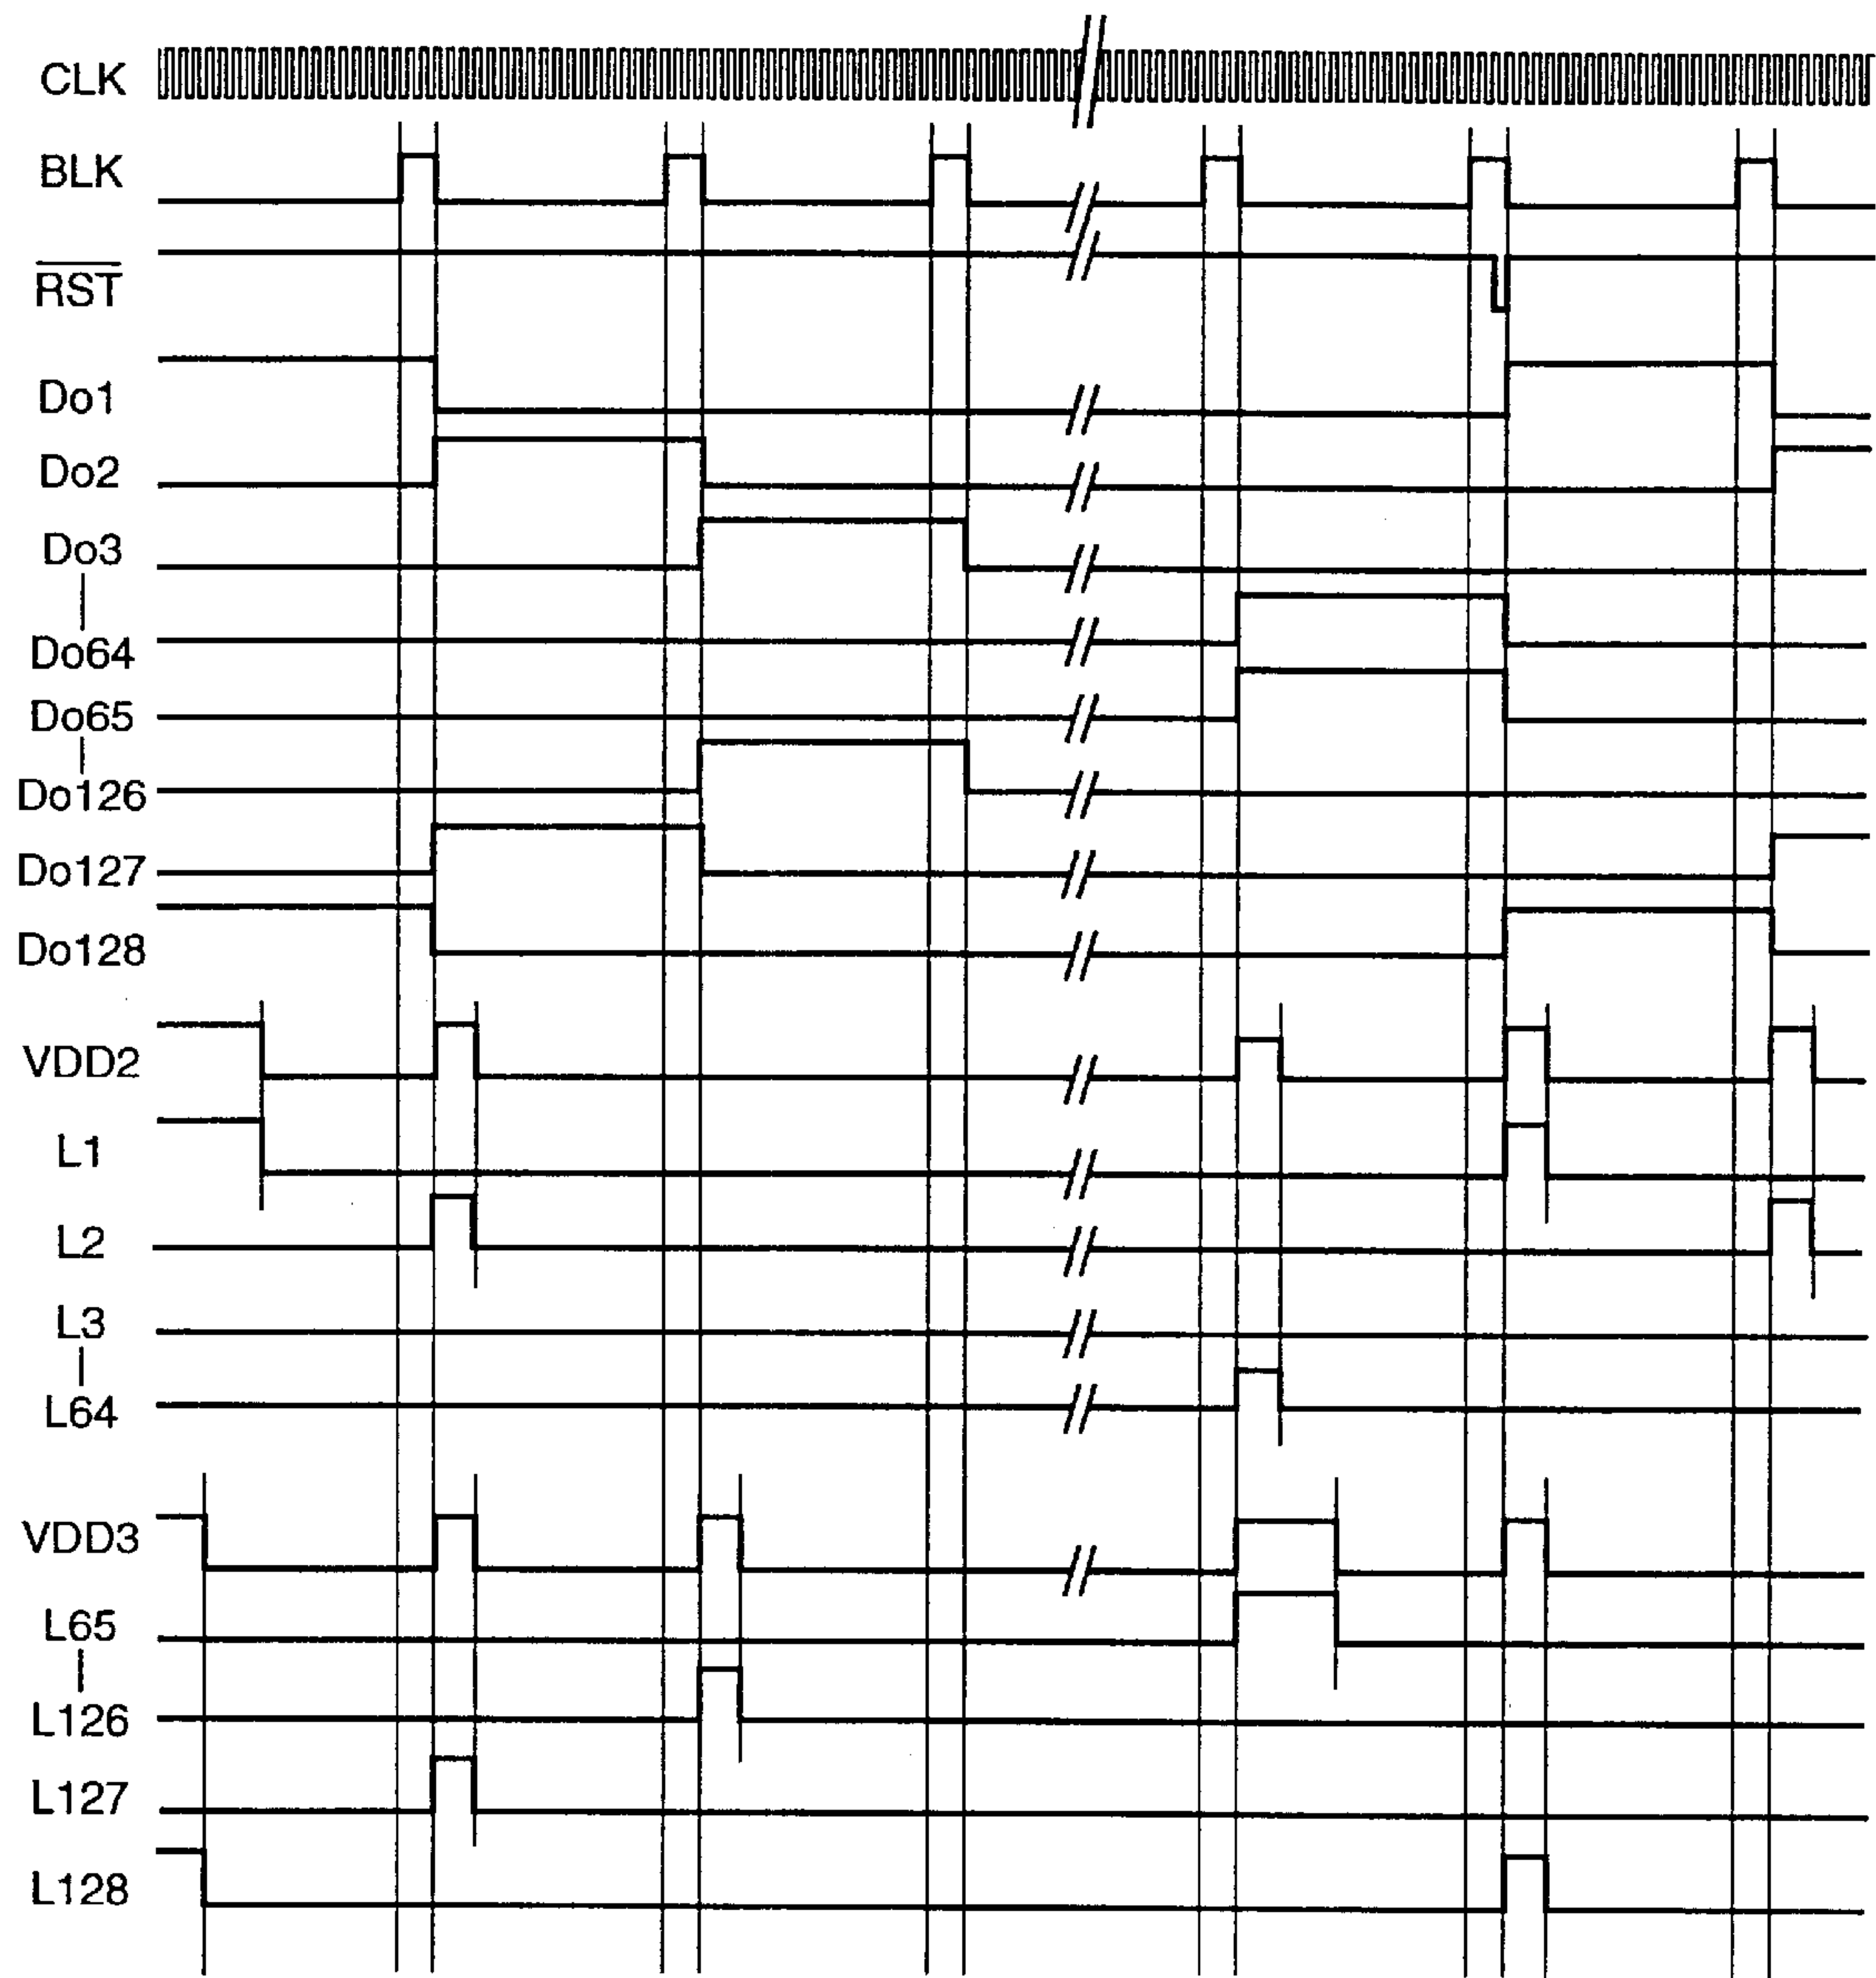 CLK
BLK
RST
Do1
Do2
Do3
Do64
Do65
Do126
Do127
Do128
VDD2
L1
L2
L3
L64
VDD3
L65
L126
L127
L128